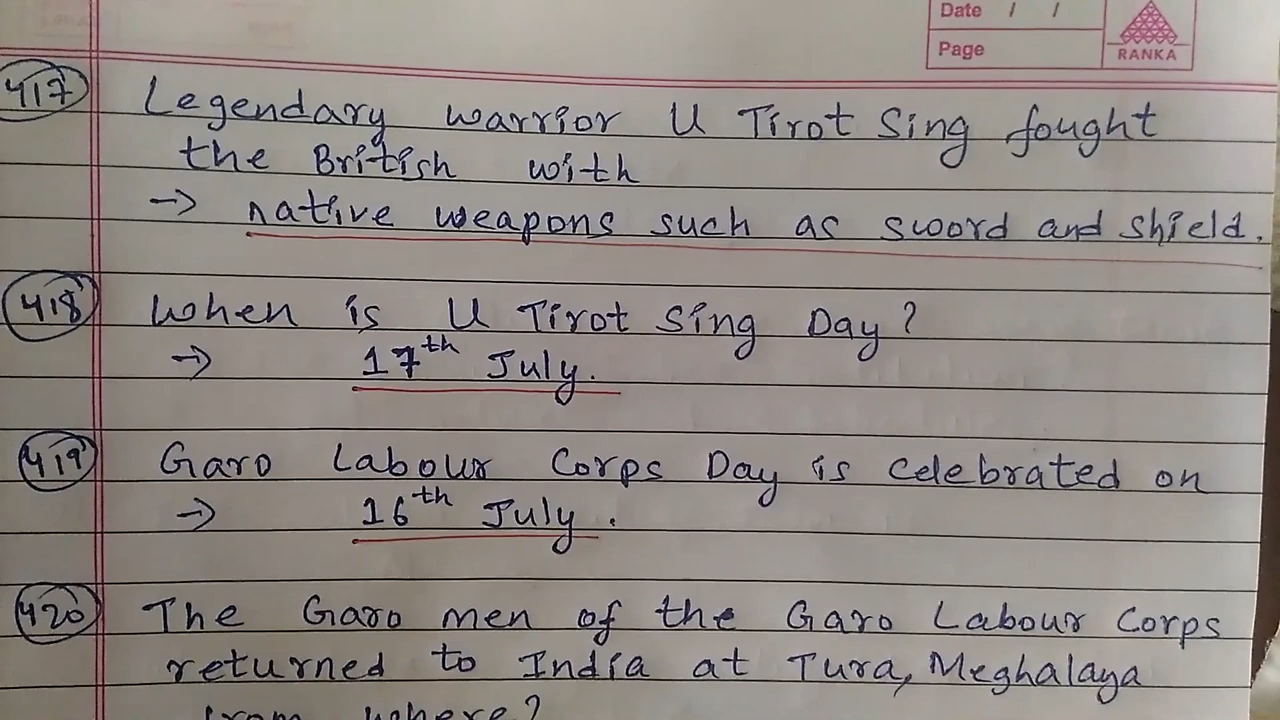 Date / /
Page
RANKA
417 Legendary warrior U Tirot Sing fought
the British with
→ native weapons such as sword and shield.
418 When is U Tirot Sing Day?
→ 17th July.
419 Garo Labour Corps Day is celebrated on
→ 16th July.
420 The Garo men of the Garo Labour Corps
returned to India at Tura, Meghalaya
from where?